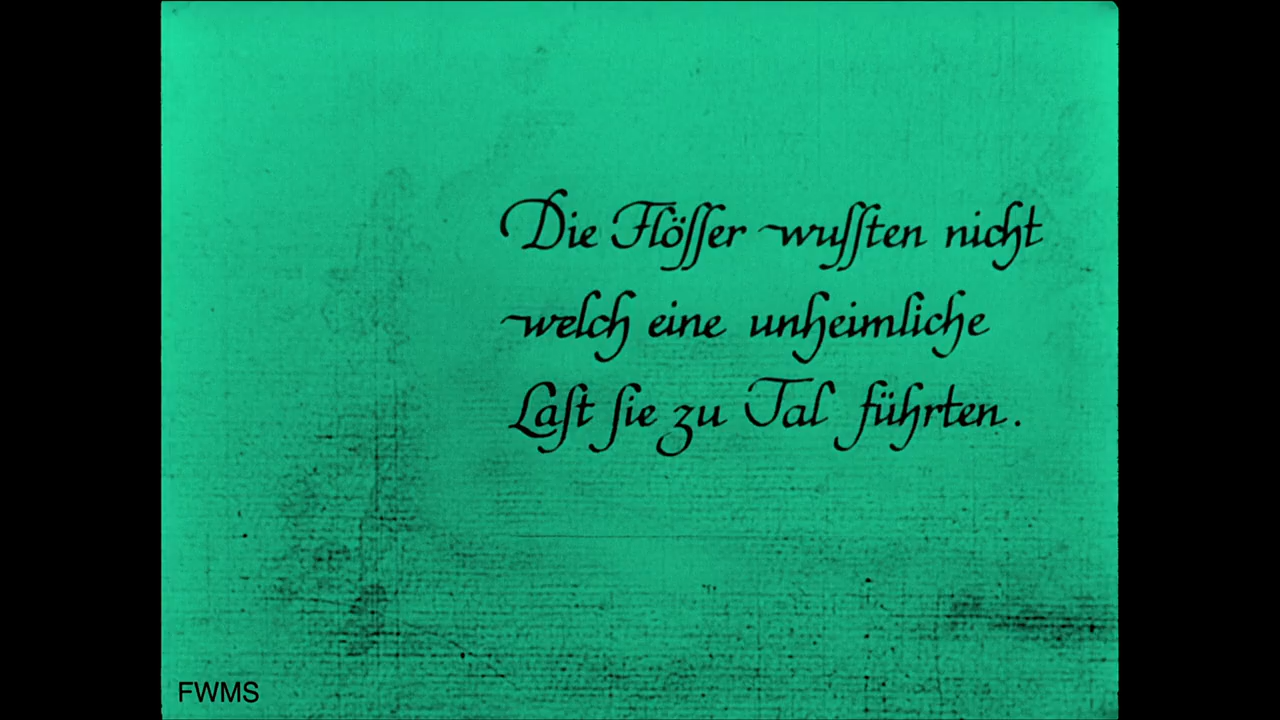 Die Flösser wussten nicht
welch eine unheimliche
Last sie zu Tal führten.
FWMS